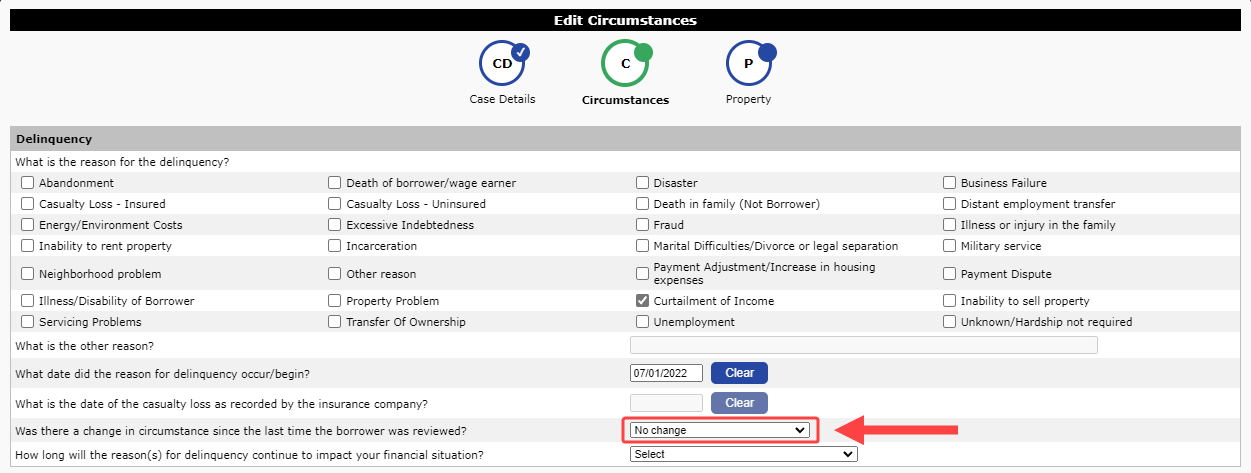 Edit Circumstances
CD C P
Case Details Circumstances Property
Delinquency
What is the reason for the delinquency?
Abandonment Death of borrower/wage earner Disaster Business Failure
Casualty Loss - Insured Casualty Loss - Uninsured Death in family (Not Borrower) Distant employment transfer
Energy/Environment Costs Excessive Indebtedness Fraud Illness or injury in the family
Inability to rent property Incarceration Marital Difficulties/Divorce or legal separation Military service
Neighborhood problem Other reason Payment Adjustment/Increase in housing
expenses Payment Dispute
Illness/Disability of Borrower Property Problem Curtailment of Income Inability to sell property
Servicing Problems Transfer Of Ownership Unemployment Unknown/Hardship not required
What is the other reason?
What date did the reason for delinquency occur/begin? 07/01/2022 Clear
What is the date of the casualty loss as recorded by the insurance company? Clear
Was there a change in circumstance since the last time the borrower was reviewed? No change
How long will the reason(s) for delinquency continue to impact your financial situation? Select